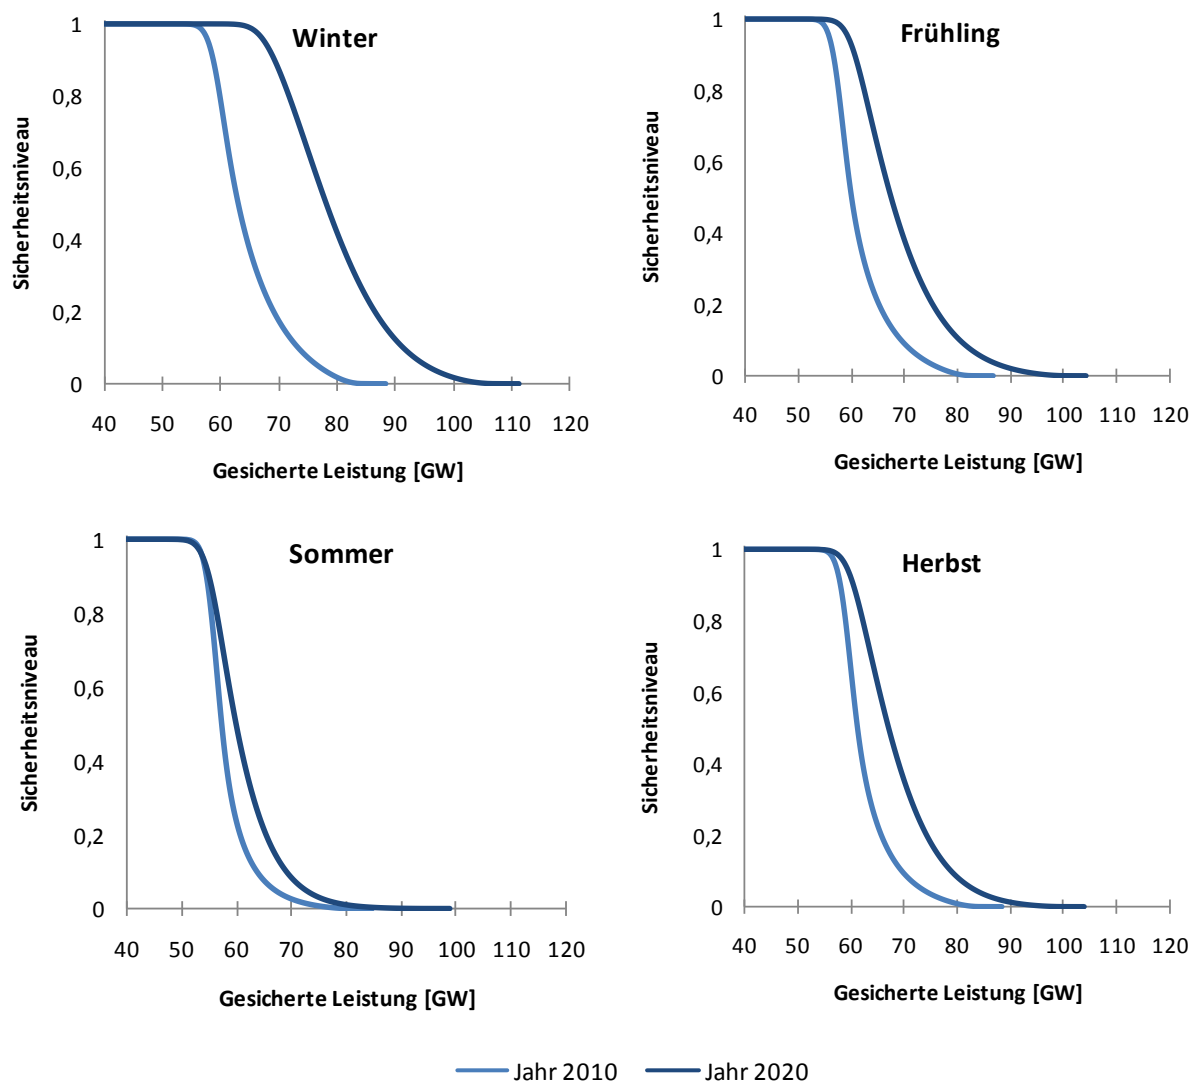 Winter
1
0,8
0,6
0,4
0,2
0
Sicherheitsniveau
40 50 60 70 80 90 100 110 120
Gesicherte Leistung [GW]
Frühling
1
0,8
0,6
0,4
0,2
0
Sicherheitsniveau
40 50 60 70 80 90 100 110 120
Gesicherte Leistung [GW]
Sommer
1
0,8
0,6
0,4
0,2
0
Sicherheitsniveau
40 50 60 70 80 90 100 110 120
Gesicherte Leistung [GW]
Herbst
1
0,8
0,6
0,4
0,2
0
Sicherheitsniveau
40 50 60 70 80 90 100 110 120
Gesicherte Leistung [GW]
Jahr 2010 Jahr 2020